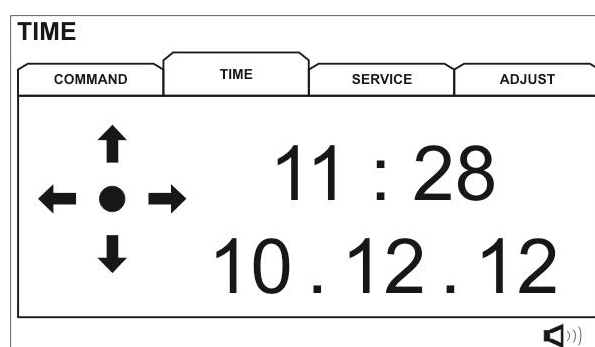 TIME
COMMAND TIME SERVICE ADJUST
11 : 28
10 . 12 . 12